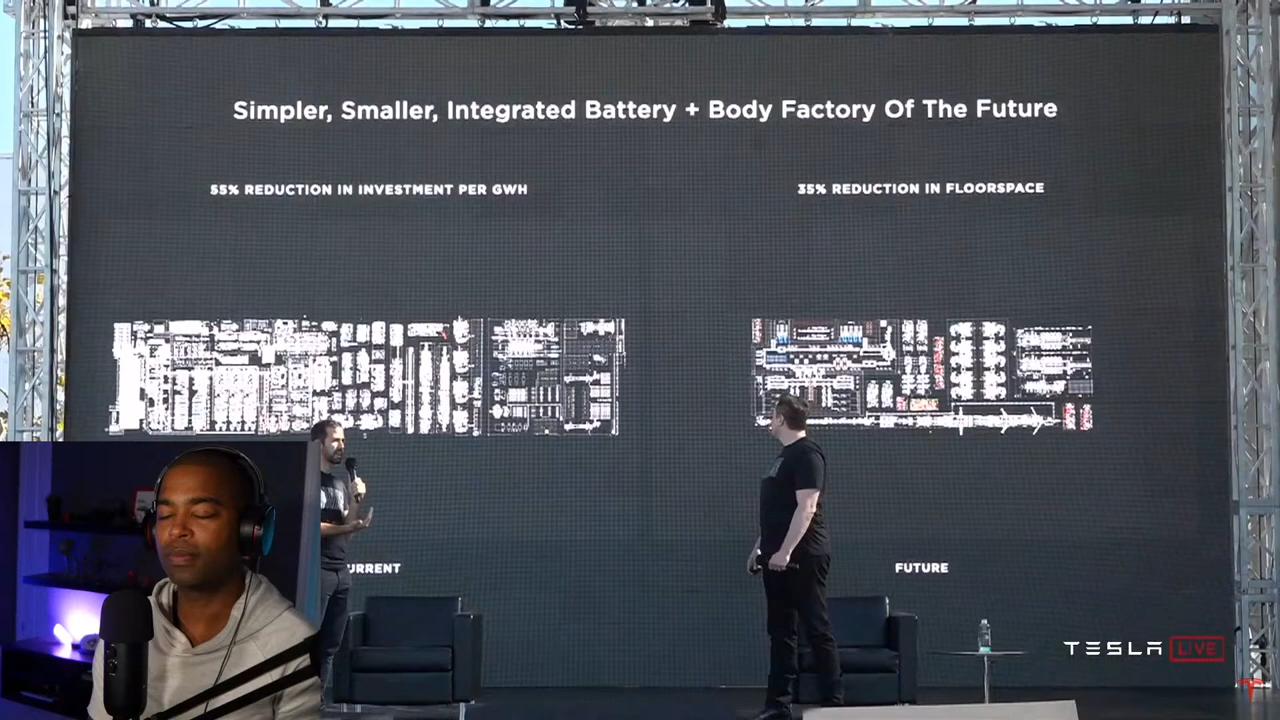 Simpler, Smaller, Integrated Battery + Body Factory Of The Future
55% REDUCTION IN INVESTMENT PER GWH
35% REDUCTION IN FLOORSPACE
URRENT
FUTURE
TESLA LIVE